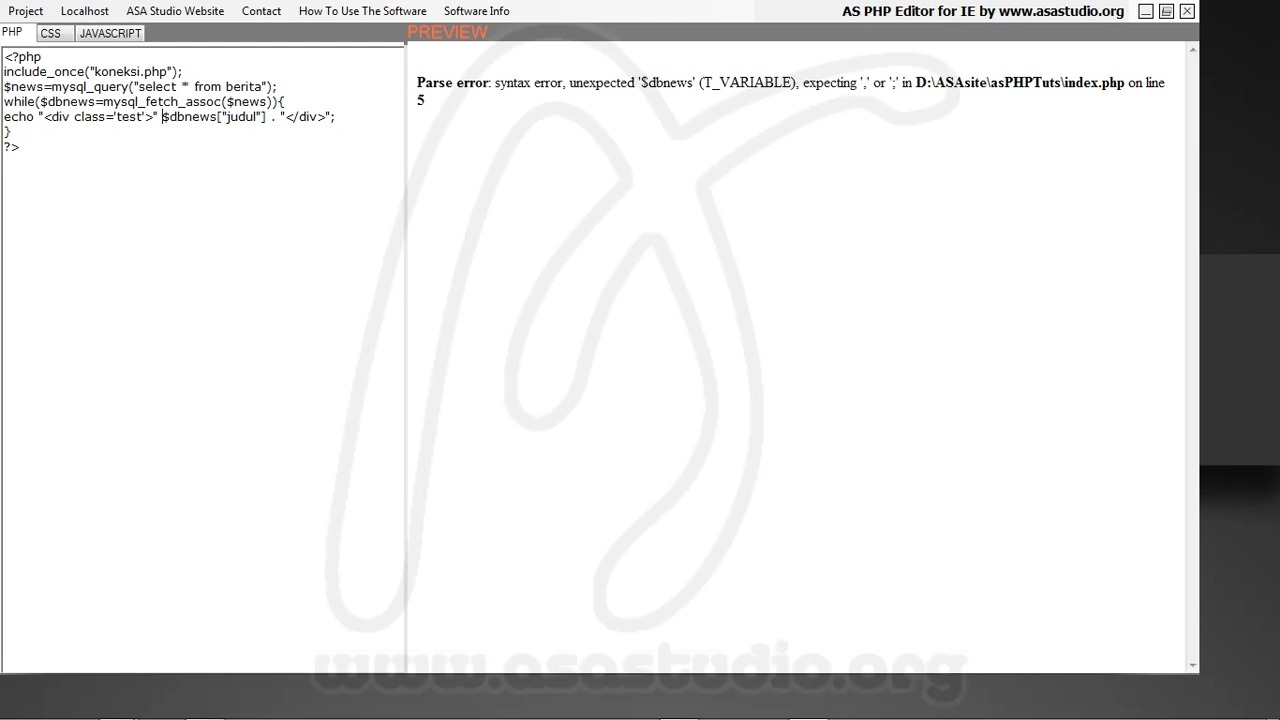 Project Localhost ASA Studio Website Contact How To Use The Software Software Info AS PHP Editor for IE by www.asastudio.org
PHP CSS JAVASCRIPT PREVIEW
<?php
include_once("koneksi.php");
$news=mysql_query("select * from berita");
while($dbnews=mysql_fetch_assoc($news)){
echo "<div class='test'>" $dbnews["judul"] . "</div>";
}
?>
Parse error: syntax error, unexpected '$dbnews' (T_VARIABLE), expecting ',' or ';' in D:\ASAsite\asPHPTuts\index.php on line
5
www.asastudio.org